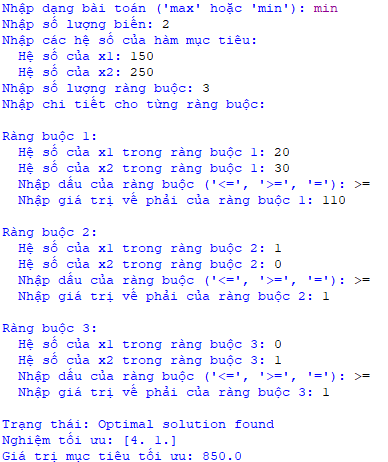 Nhập dạng bài toán ('max' hoặc 'min'): min
Nhập số lượng biến: 2
Nhập các hệ số của hàm mục tiêu:
Hệ số của x1: 150
Hệ số của x2: 250
Nhập số lượng ràng buộc: 3
Nhập chi tiết cho từng ràng buộc:

Ràng buộc 1:
Hệ số của x1 trong ràng buộc 1: 20
Hệ số của x2 trong ràng buộc 1: 30
Nhập dấu của ràng buộc ('<=', '>=', '='): >=
Nhập giá trị vế phải của ràng buộc 1: 110

Ràng buộc 2:
Hệ số của x1 trong ràng buộc 2: 1
Hệ số của x2 trong ràng buộc 2: 0
Nhập dấu của ràng buộc ('<=', '>=', '='): >=
Nhập giá trị vế phải của ràng buộc 2: 1

Ràng buộc 3:
Hệ số của x1 trong ràng buộc 3: 0
Hệ số của x2 trong ràng buộc 3: 1
Nhập dấu của ràng buộc ('<=', '>=', '='): >=
Nhập giá trị vế phải của ràng buộc 3: 1

Trạng thái: Optimal solution found
Nghiệm tối ưu: [4. 1.]
Giá trị mục tiêu tối ưu: 850.0